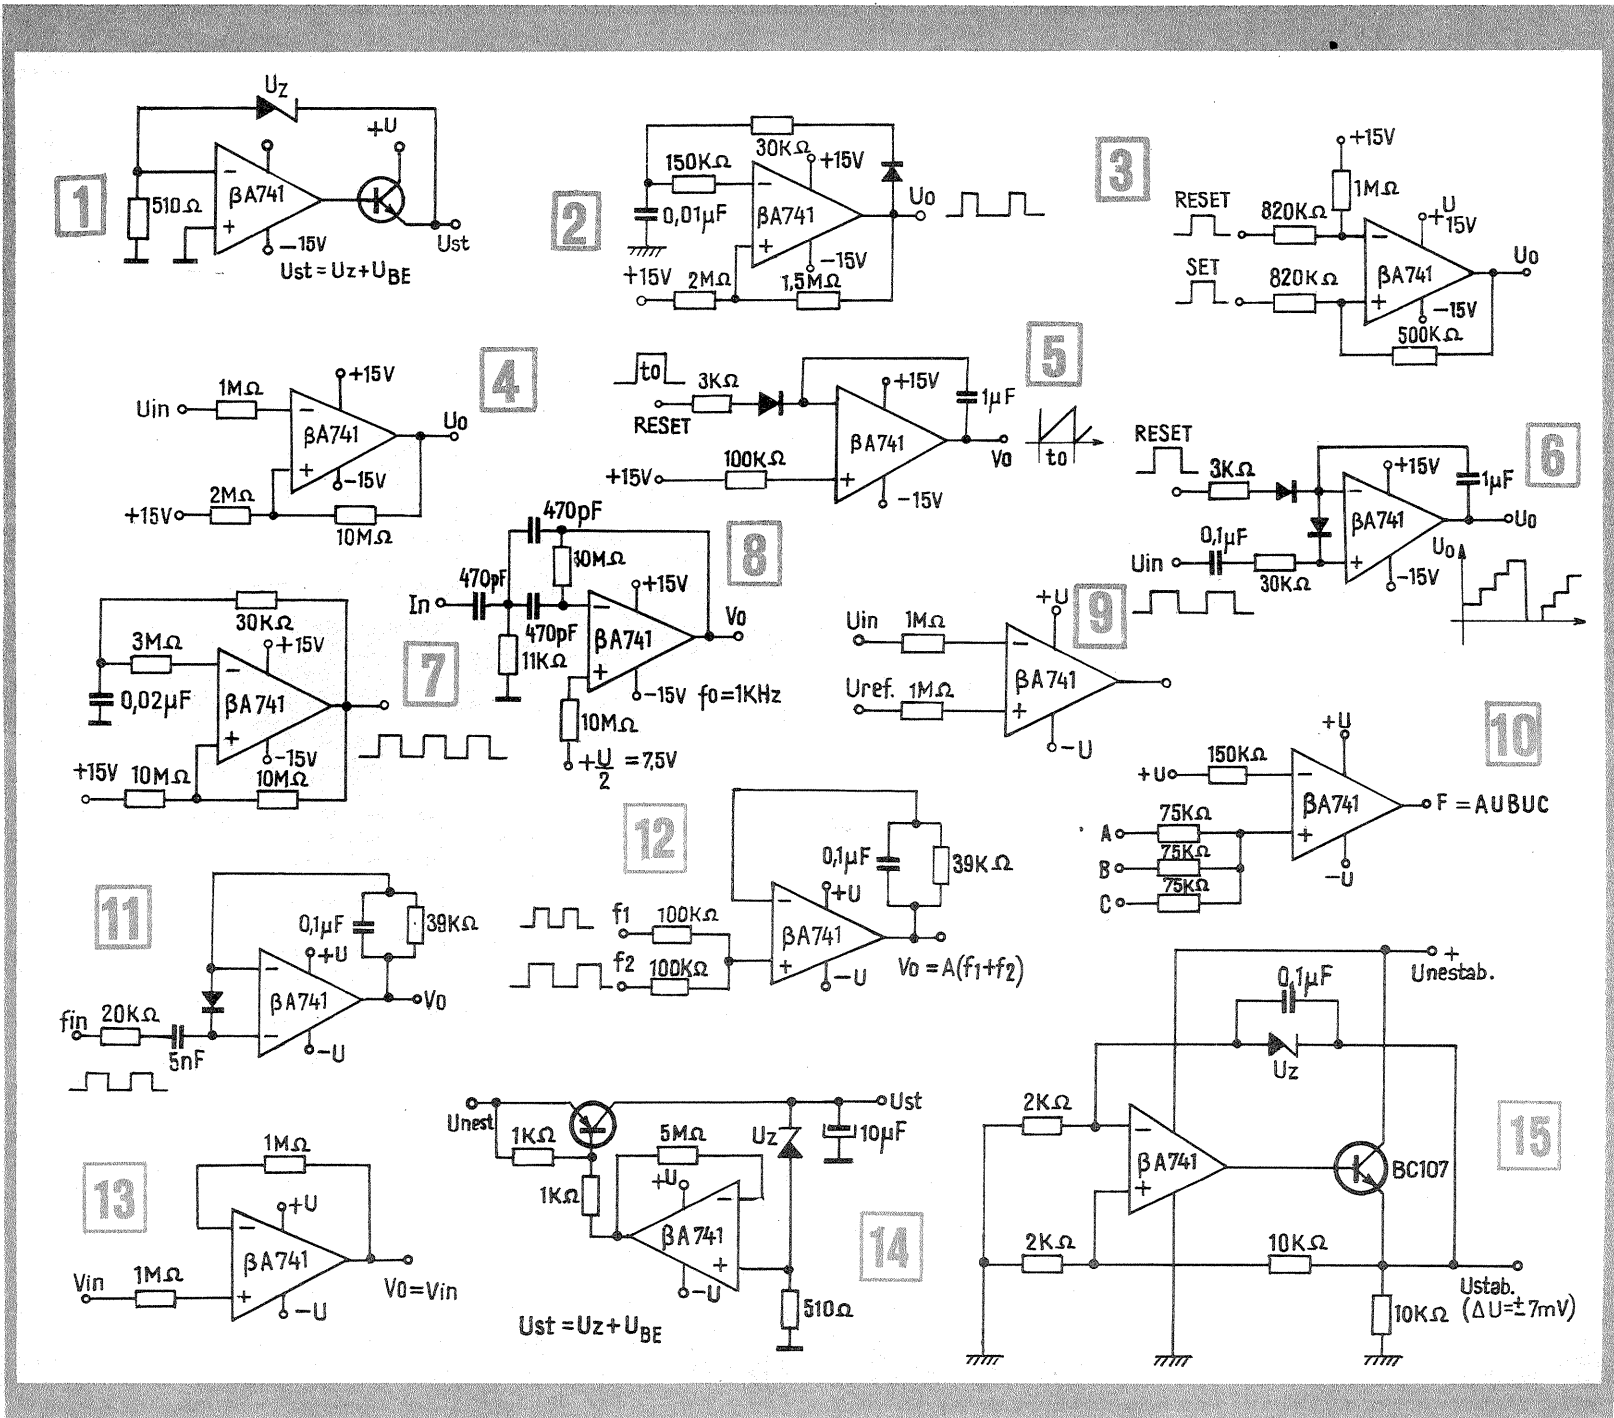 1
UZ
+U
βA741
510Ω
−
+
−15V
Ust
Ust = Uz + UBE
2
30KΩ
+15V
150KΩ
0,01µF
−
βA741
+
−15V
Uo
+15V
2MΩ
1,5MΩ
3
+15V
1MΩ
RESET
820KΩ
+U
15V
−
SET
820KΩ
βA741
+
−15V
Uo
500KΩ
4
1MΩ
+15V
Uin
−
βA741
+
−15V
Uo
2MΩ
+15V
10MΩ
5
to
3KΩ
RESET
+15V
1µF
βA741
100KΩ
+15V
+
−15V
Vo
to
6
RESET
3KΩ
+15V
1µF
−
βA741
0,1µF
Uin
+
30KΩ
−15V
Uo
Uo
7
30KΩ
+15V
3MΩ
−
0,02µF
βA741
+
−15V
+15V
10MΩ
10MΩ
8
470pF
10MΩ
470pF
In
+15V
−
470pF
11KΩ
βA741
+
Vo
−15V
fo=1KHz
10MΩ
+U/2 = 7,5V
9
+U
Uin
1MΩ
−
βA741
Uref.
1MΩ
+
−U
10
+U
150KΩ
+U
−
βA741
75KΩ
A
+
75KΩ
B
75KΩ
C
−U
F = AUBUC
11
0,1µF
39KΩ
+U
−
βA741
fin
20KΩ
5nF
−
−U
Vo
12
0,1µF
39KΩ
+U
−
f1
100KΩ
βA741
f2
100KΩ
+
−U
Vo = A(f1+f2)
13
1MΩ
+U
−
βA741
Vin
1MΩ
+
−U
Vo=Vin
14
Unest
Ust
1KΩ
5MΩ
Uz
10µF
1KΩ
+U
−
βA741
+
−U
510Ω
Ust = Uz + UBE
15
+
Unestab.
0,1µF
Uz
2KΩ
−
βA741
+
BC107
2KΩ
10KΩ
Ustab.
10KΩ
(ΔU=±7mV)